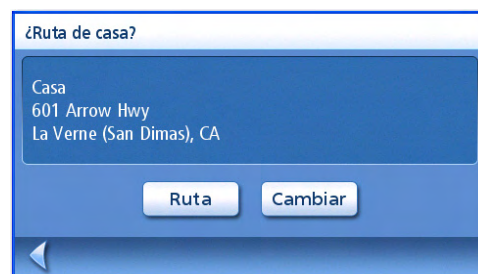 ¿Ruta de casa?
Casa
601 Arrow Hwy
La Verne (San Dimas), CA
Ruta
Cambiar